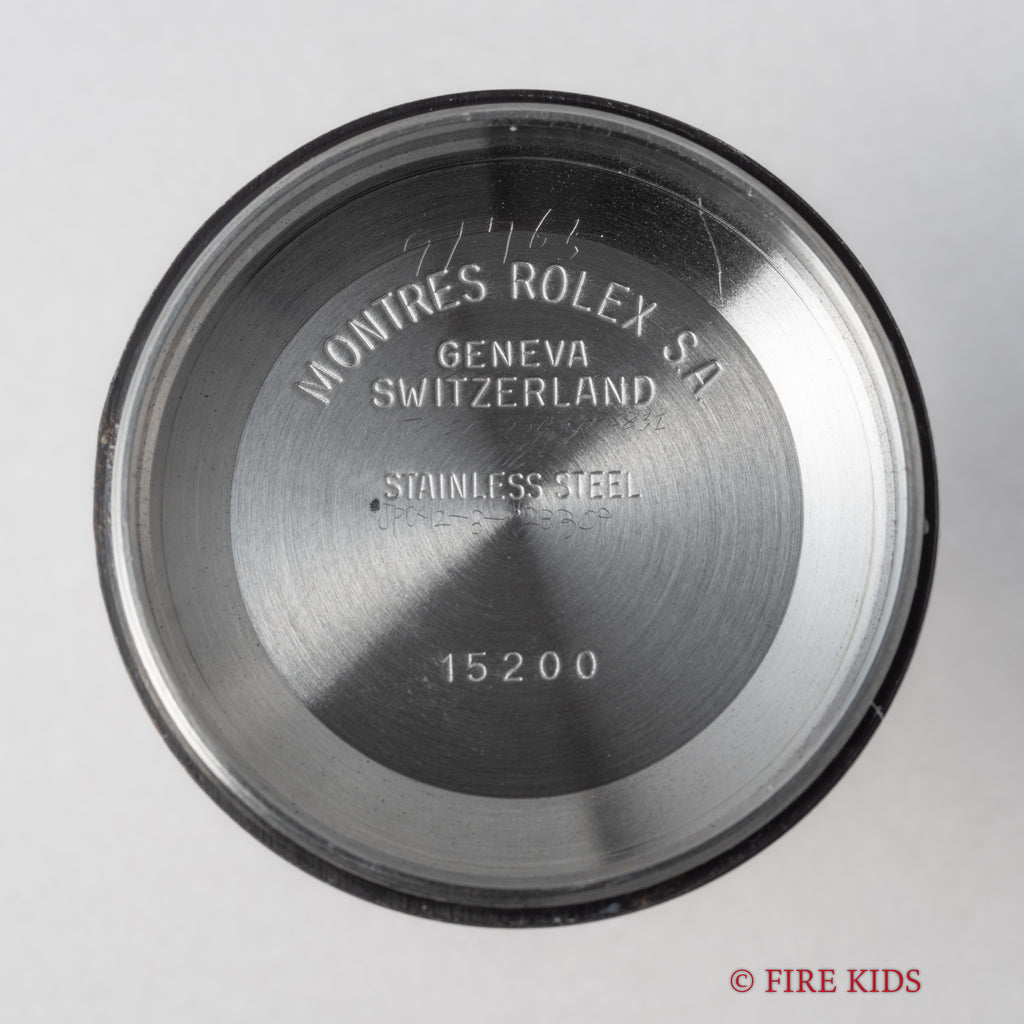 MONTRES ROLEX S.A
GENEVA
SWITZERLAND
STAINLESS STEEL
15200
© FIRE KIDS